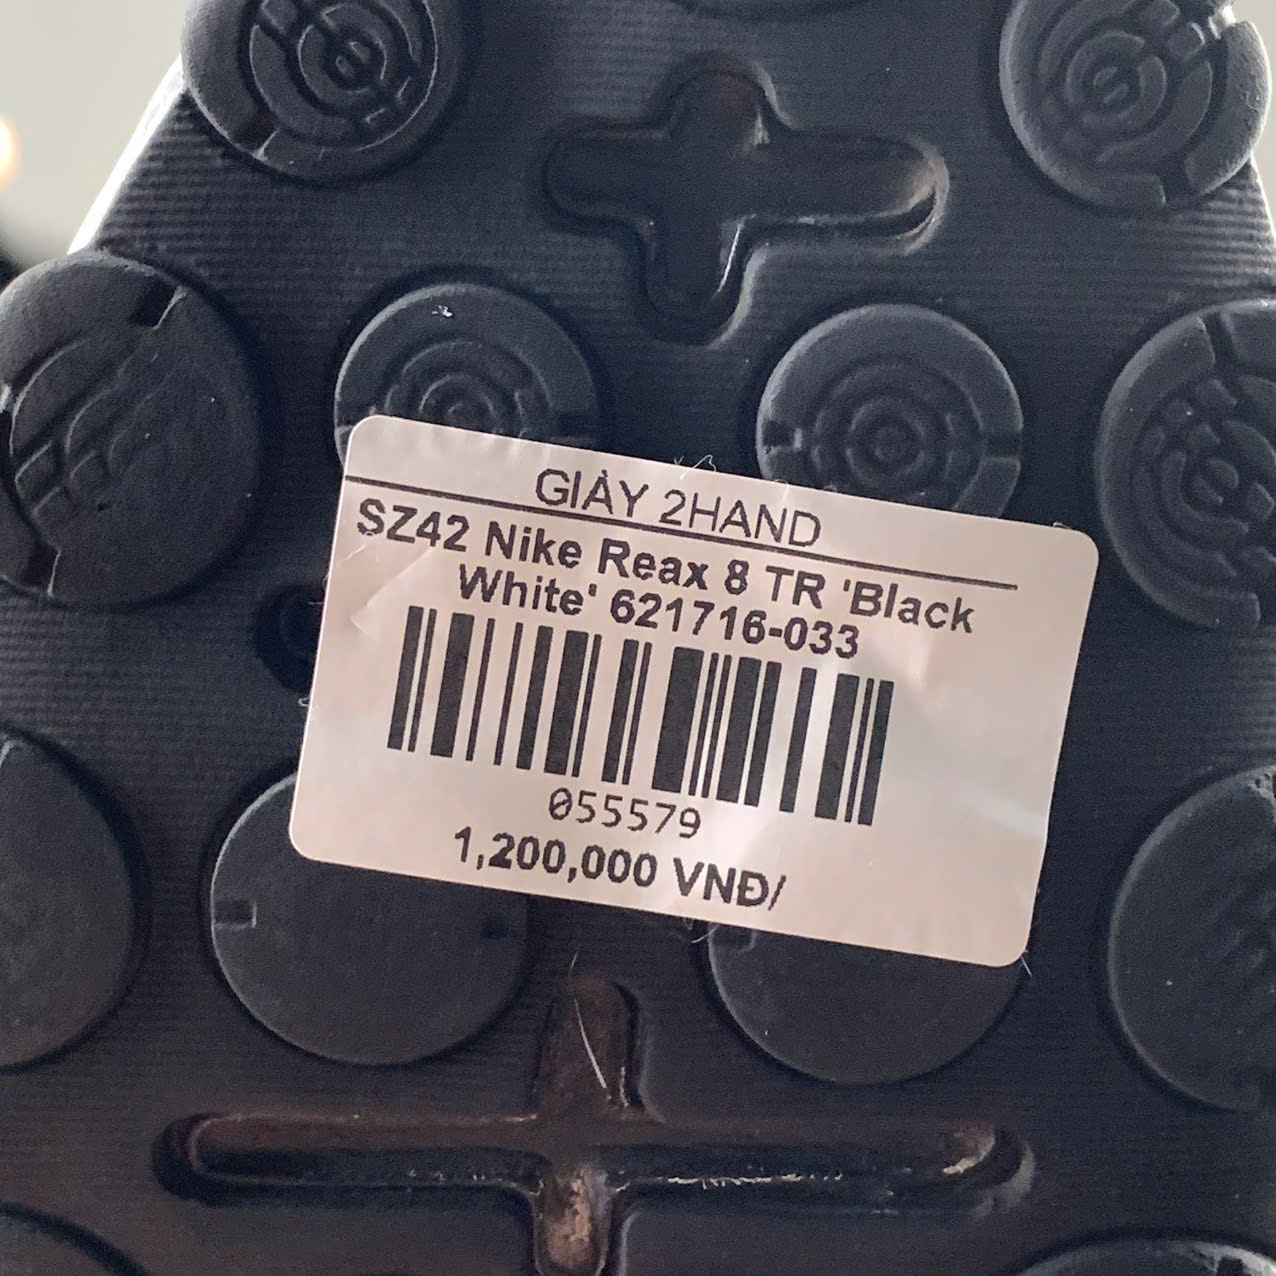 GIÀY 2HAND
SZ42 Nike Reax 8 TR 'Black
White' 621716-033
055579
1,200,000 VNĐ/